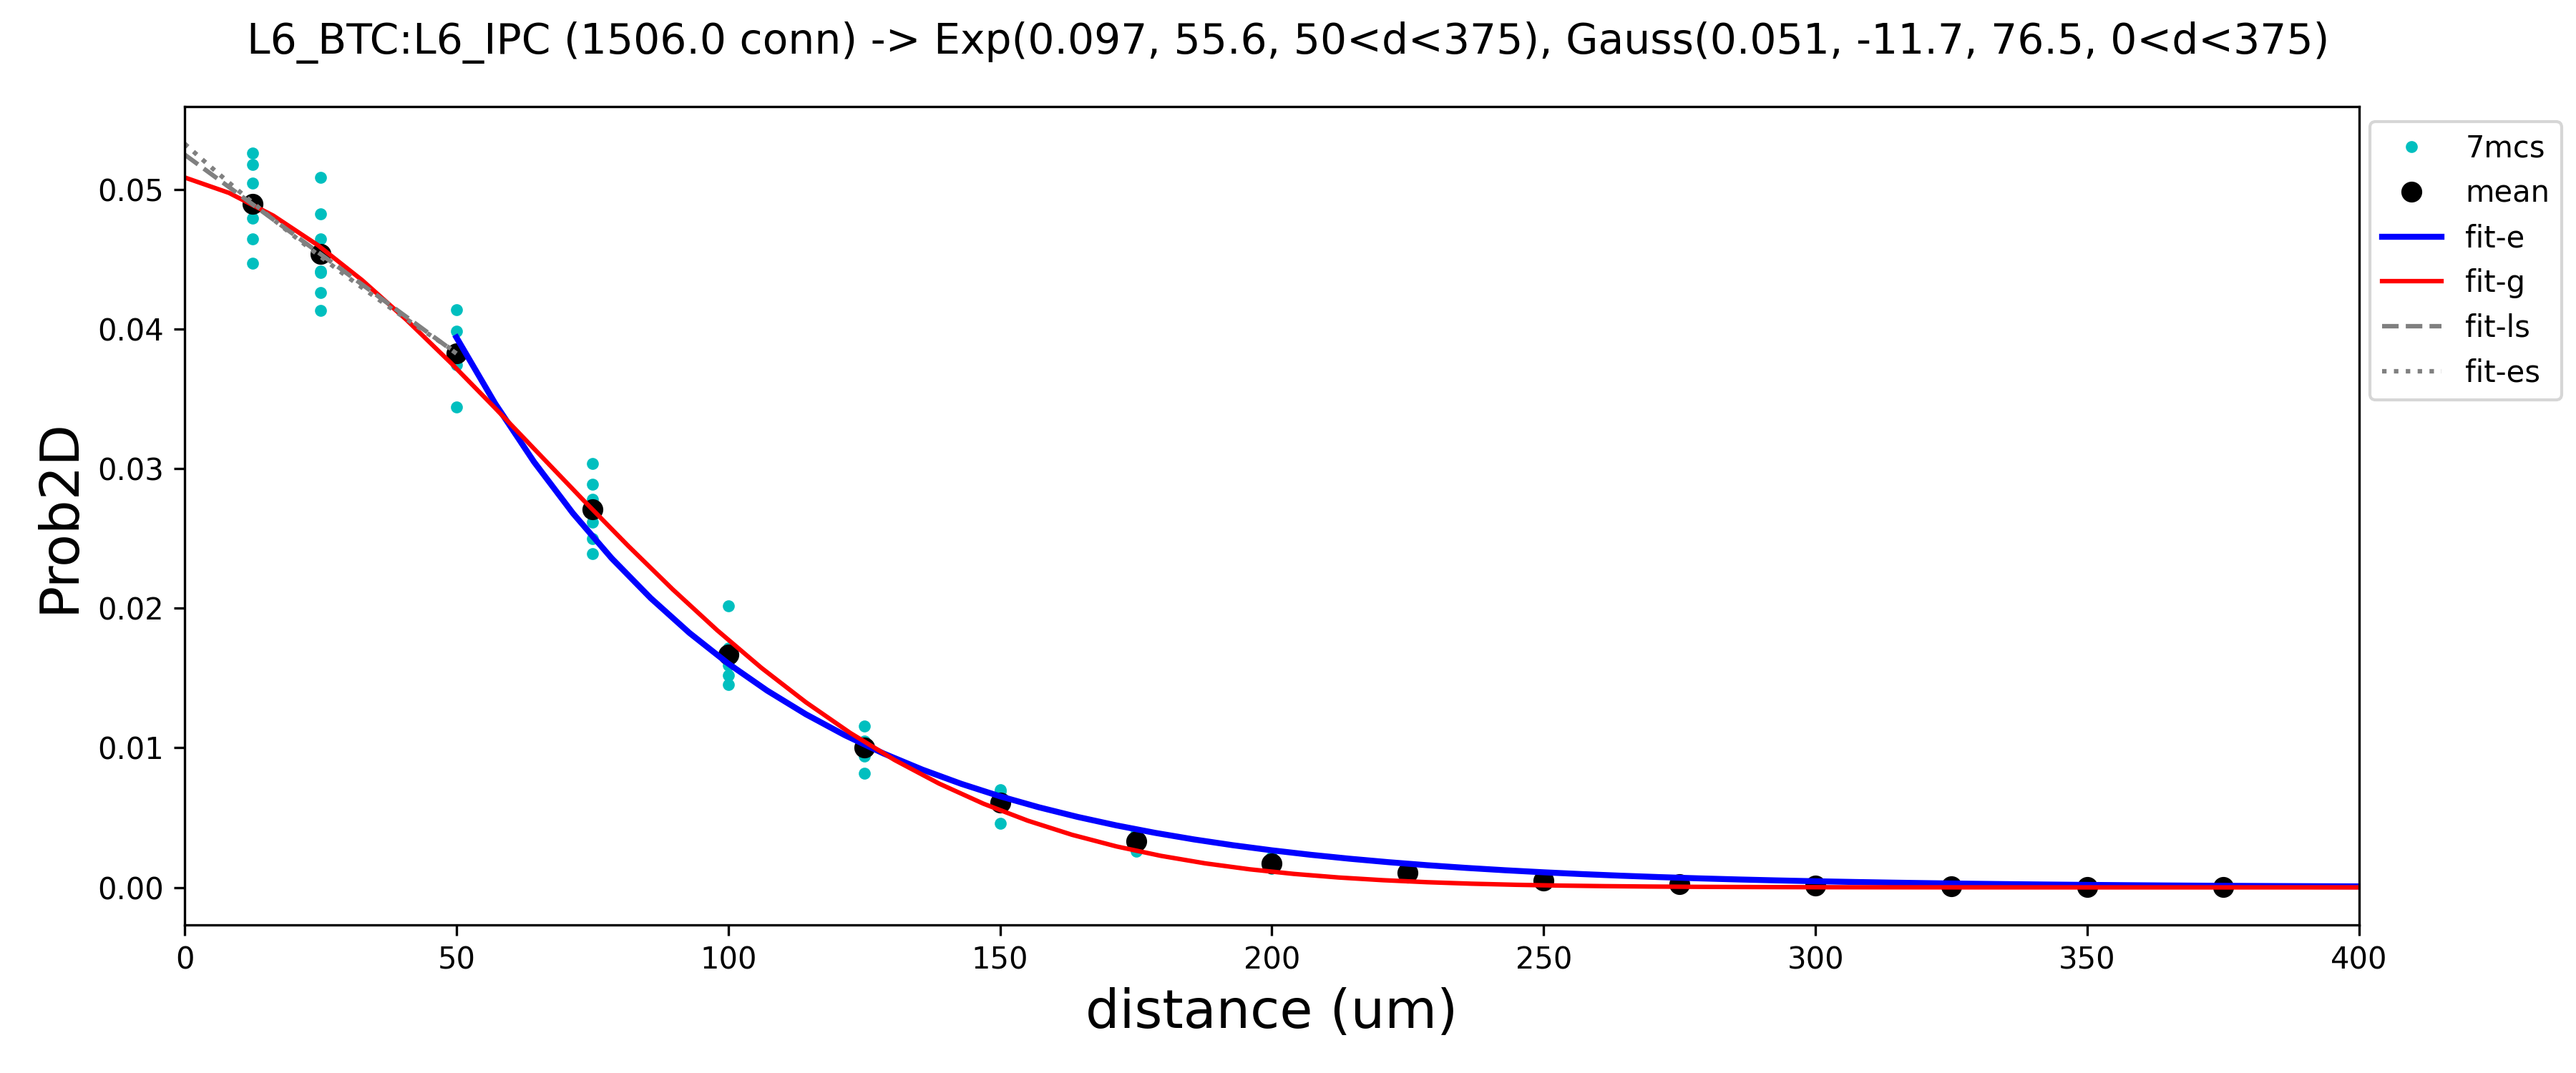 L6_BTC:L6_IPC (1506.0 conn) -> Exp(0.097, 55.6, 50<d<375), Gauss(0.051, -11.7, 76.5, 0<d<375)
7mcs
mean
fit-e
fit-g
fit-ls
fit-es
Prob2D
0.05
0.04
0.03
0.02
0.01
0.00
0 50 100 150 200 250 300 350 400
distance (um)